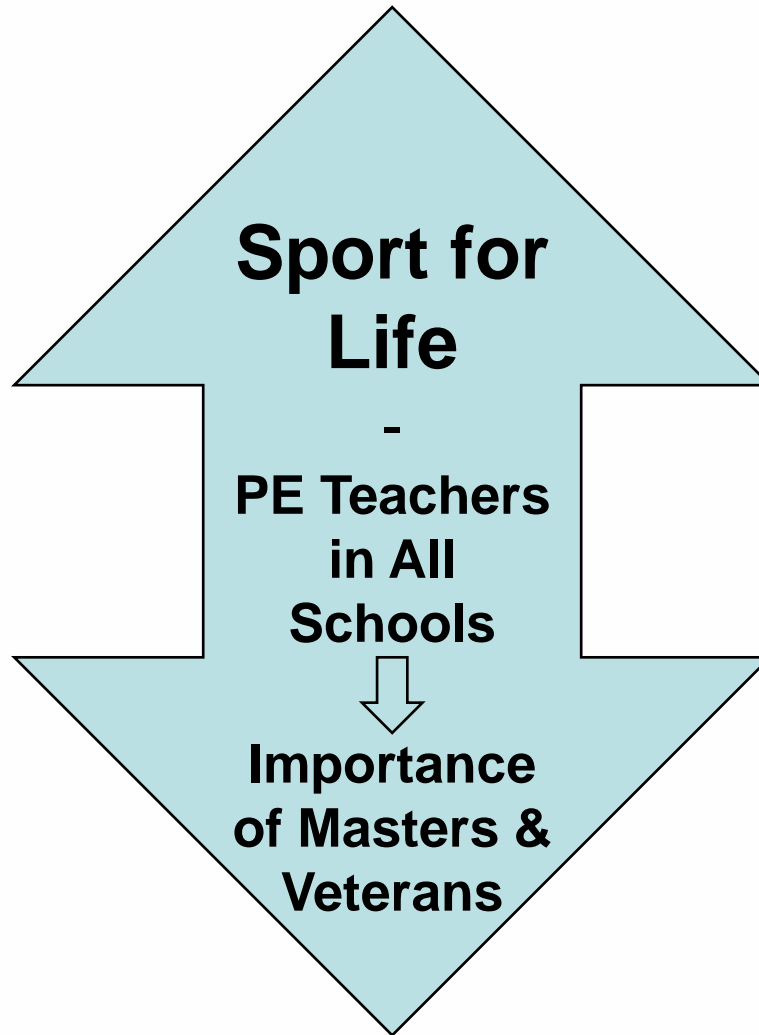 Sport for
Life
-
PE Teachers
in All
Schools
Importance
of Masters &
Veterans